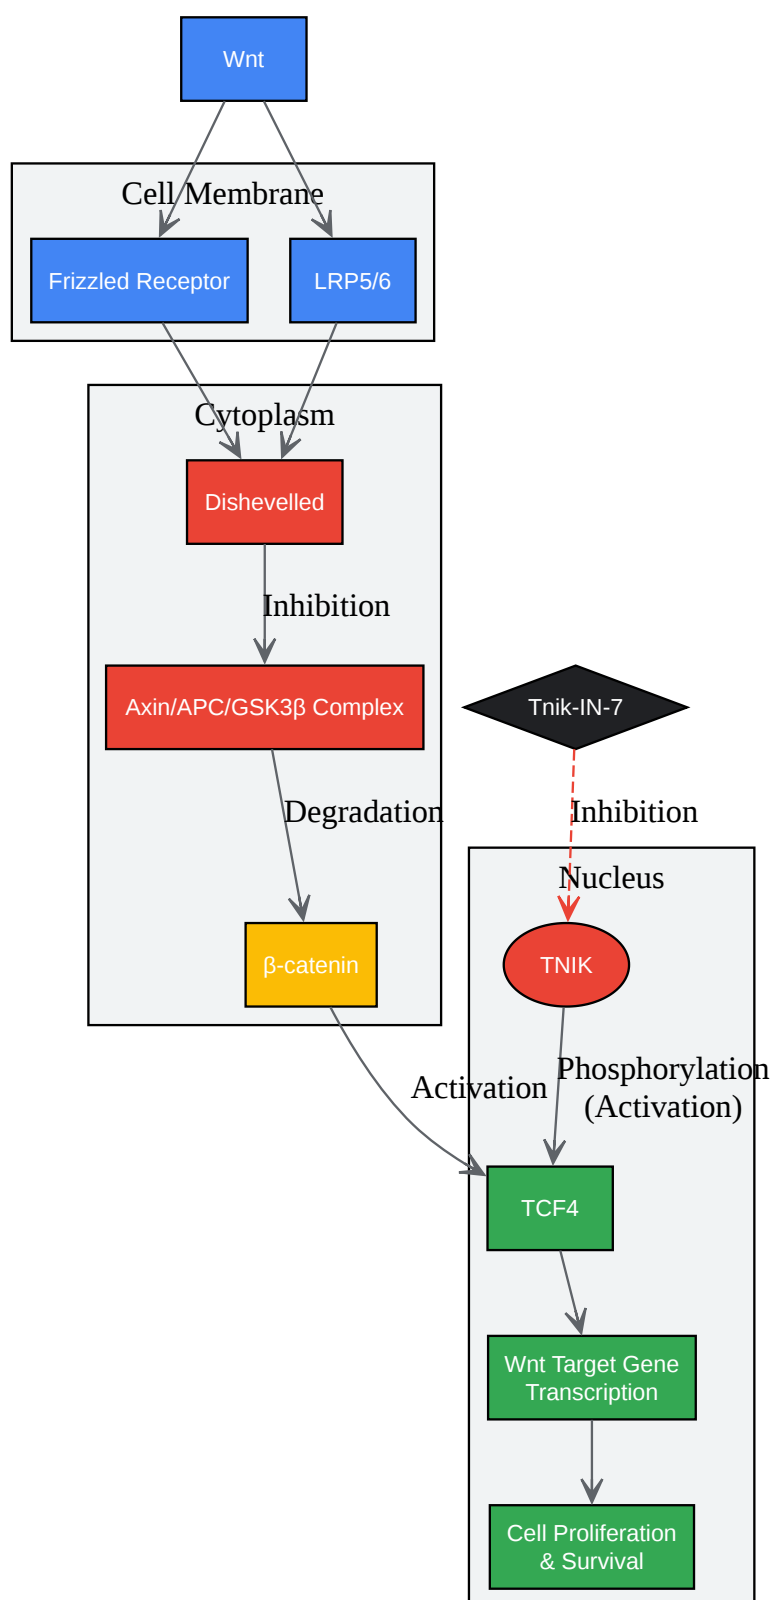 Wnt
Cell Membrane
Frizzled Receptor
LRP5/6
Cytoplasm
Dishevelled
Inhibition
Axin/APC/GSK3β Complex
Tnik-IN-7
Degradation
Inhibition
Nucleus
β-catenin
TNIK
Activation
Phosphorylation
(Activation)
TCF4
Wnt Target Gene
Transcription
Cell Proliferation
& Survival